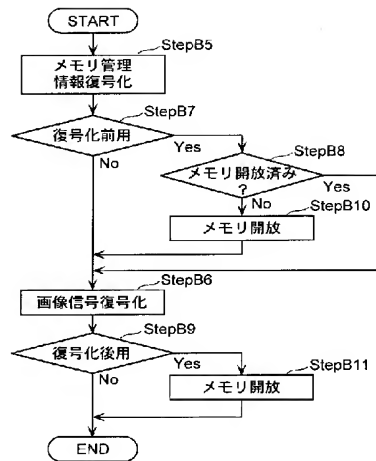 START
StepB5
メモリ管理
情報復号化
StepB7
復号化前用
Yes
StepB8
No
メモリ開放済み
?
Yes
No
StepB10
メモリ開放
StepB6
画像信号復号化
StepB9
復号化後用
Yes
StepB11
No
メモリ開放
END